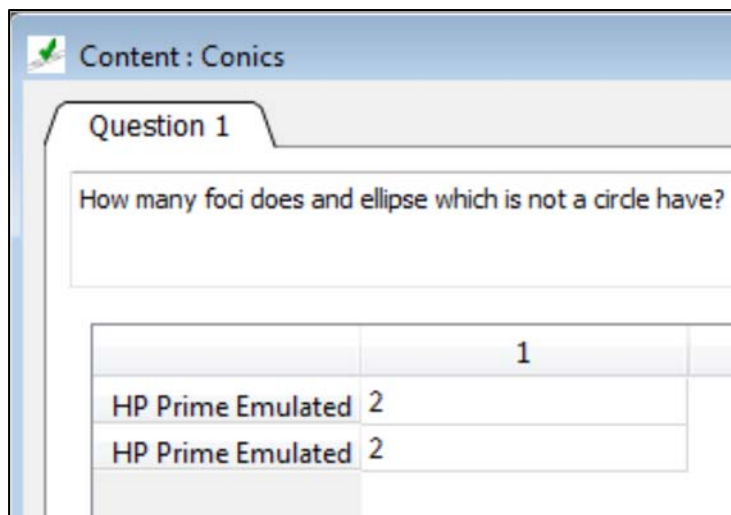 Content : Conics
Question 1
How many foci does and ellipse which is not a circle have?
1
HP Prime Emulated 2
HP Prime Emulated 2